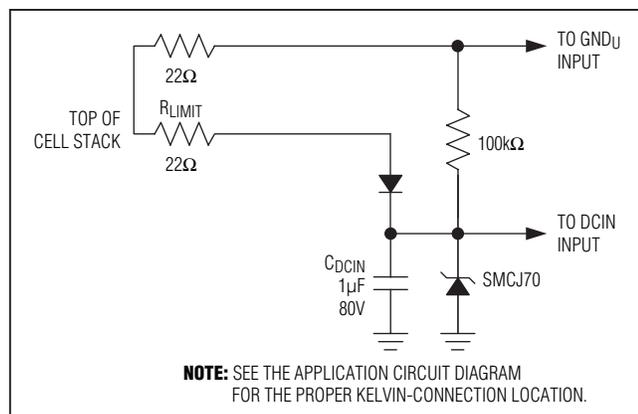 TO GNDU
INPUT
22Ω
RLIMIT
TOP OF
CELL STACK
22Ω
100kΩ
TO DCIN
INPUT
CDCIN
1µF
80V
SMCJ70
NOTE: SEE THE APPLICATION CIRCUIT DIAGRAM
FOR THE PROPER KELVIN-CONNECTION LOCATION.